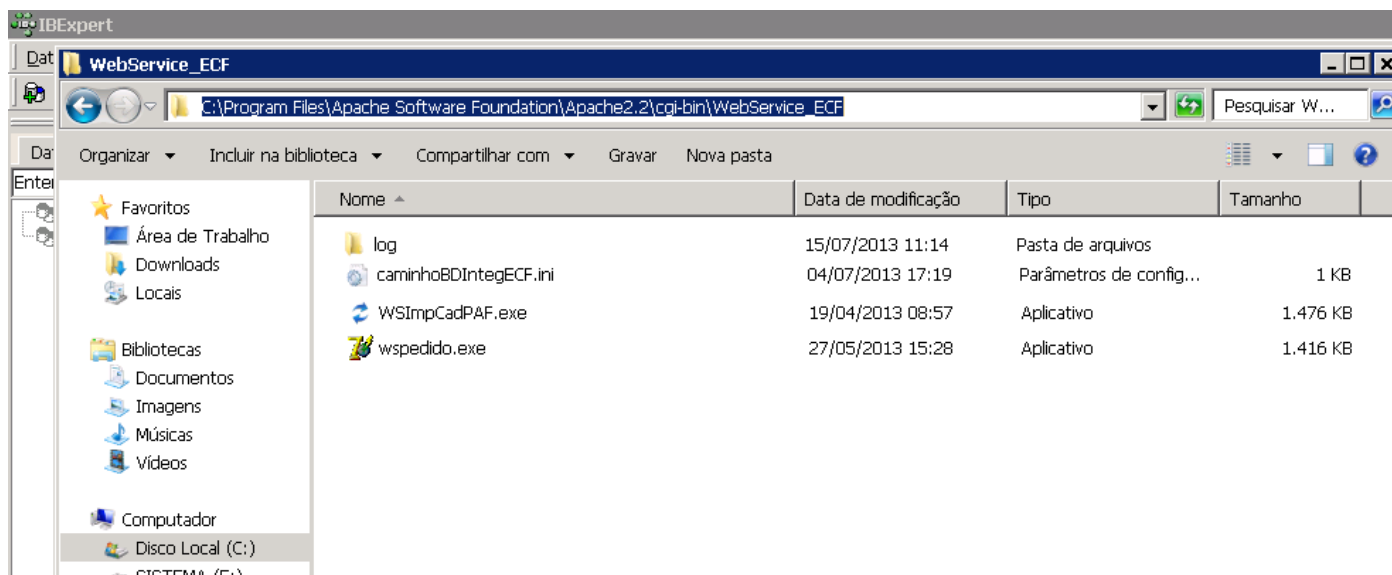 IBExpert
Dat
WebService_ECF
C:\Program Files\Apache Software Foundation\Apache2.2\cgi-bin\WebService_ECF
Pesquisar W...
Organizar Incluir na biblioteca Compartilhar com Gravar Nova pasta
Enter
Nome Data de modificação Tipo Tamanho
Favoritos
Área de Trabalho
Downloads
Locais
Bibliotecas
Documentos
Imagens
Músicas
Vídeos
Computador
Disco Local (C:)
log 15/07/2013 11:14 Pasta de arquivos
caminhoBDIntegECF.ini 04/07/2013 17:19 Parâmetros de config... 1 KB
WSImpCadPAF.exe 19/04/2013 08:57 Aplicativo 1.476 KB
wspedido.exe 27/05/2013 15:28 Aplicativo 1.416 KB